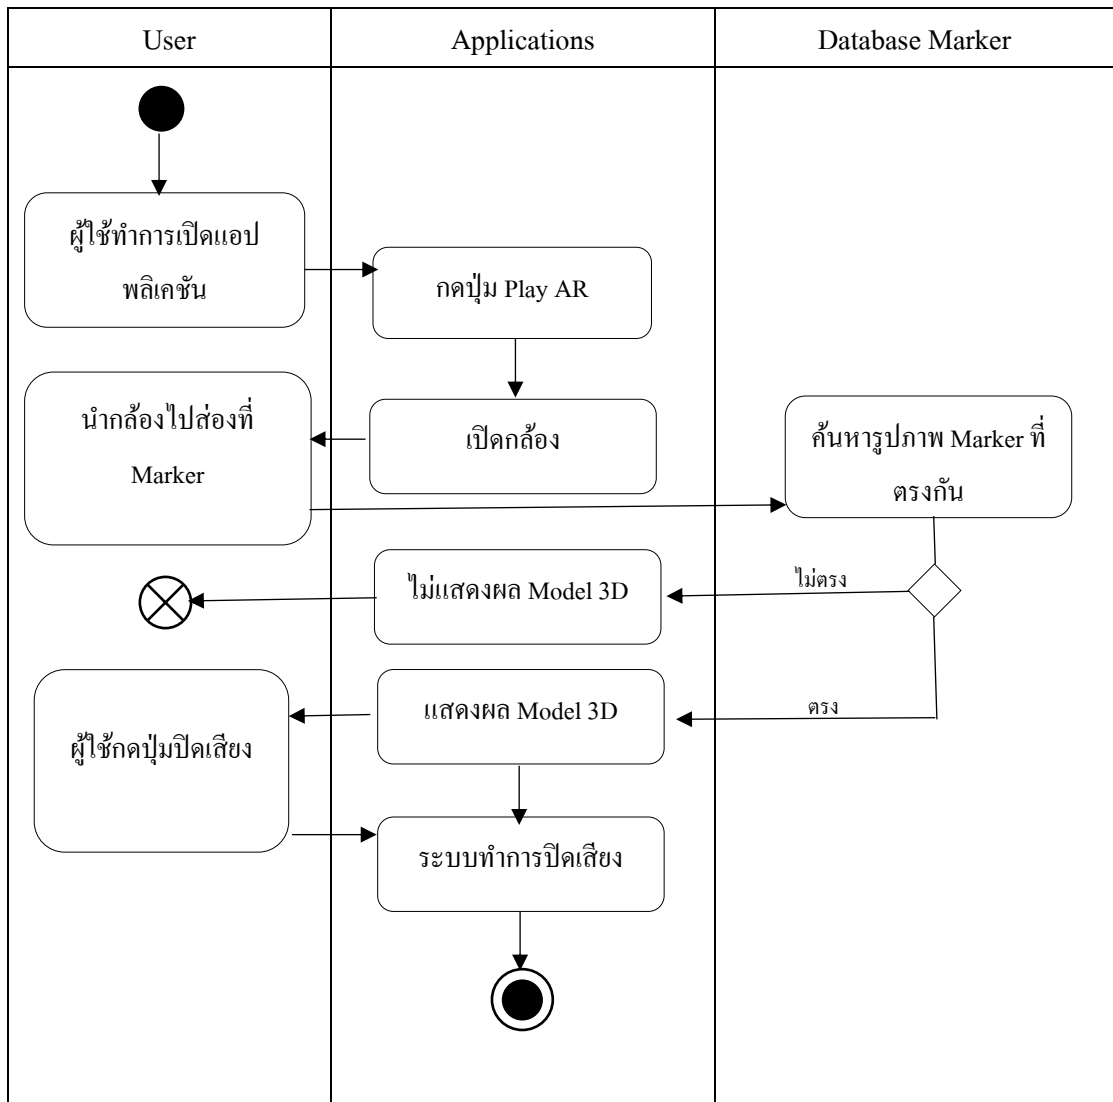 User
Applications
Database Marker
ผู้ใช้ทำการเปิดแอป
พลิเคชัน
กดปุ่ม Play AR
นำกล้องไปส่องที่
Marker
เปิดกล้อง
ค้นหารูปภาพ Marker ที่
ตรงกัน
ไม่แสดงผล Model 3D
ไม่ตรง
แสดงผล Model 3D
ตรง
ผู้ใช้กดปุ่มปิดเสียง
ระบบทำการปิดเสียง